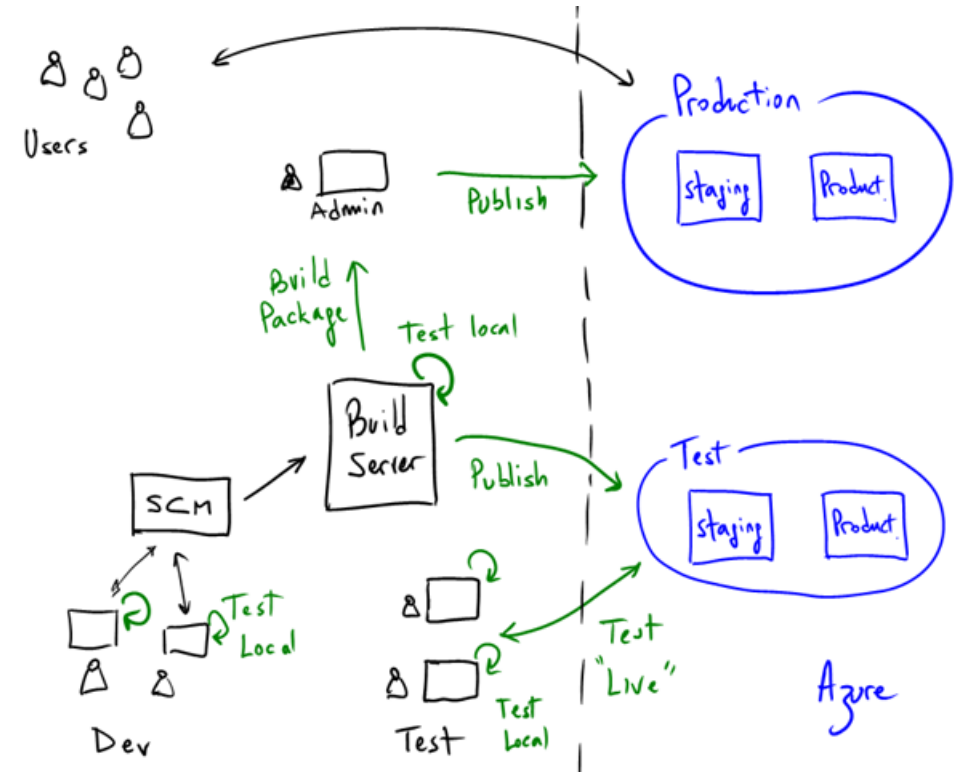 Users
Production
staging
Product.
Admin
Publish
Build
Package
Test local
Build
Server
Publish
Test
staging
Product.
SCM
Test
Local
Test
"Live"
Test
Local
Dev
Test
Azure